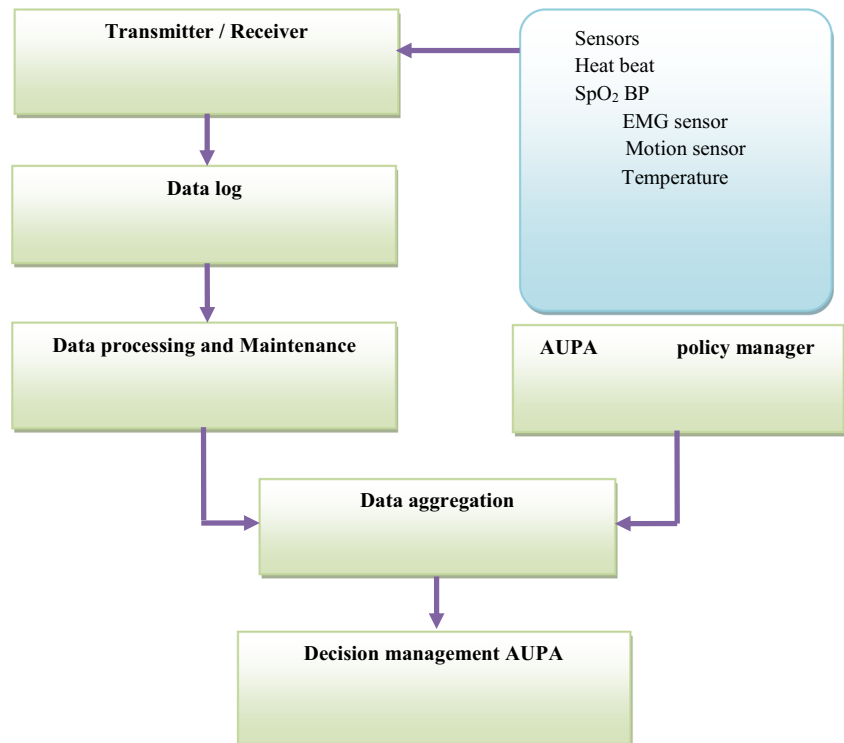 Transmitter / Receiver
Sensors
Heat beat
SpO₂ BP
EMG sensor
Motion sensor
Temperature
Data log
Data processing and Maintenance
AUPA policy manager
Data aggregation
Decision management AUPA